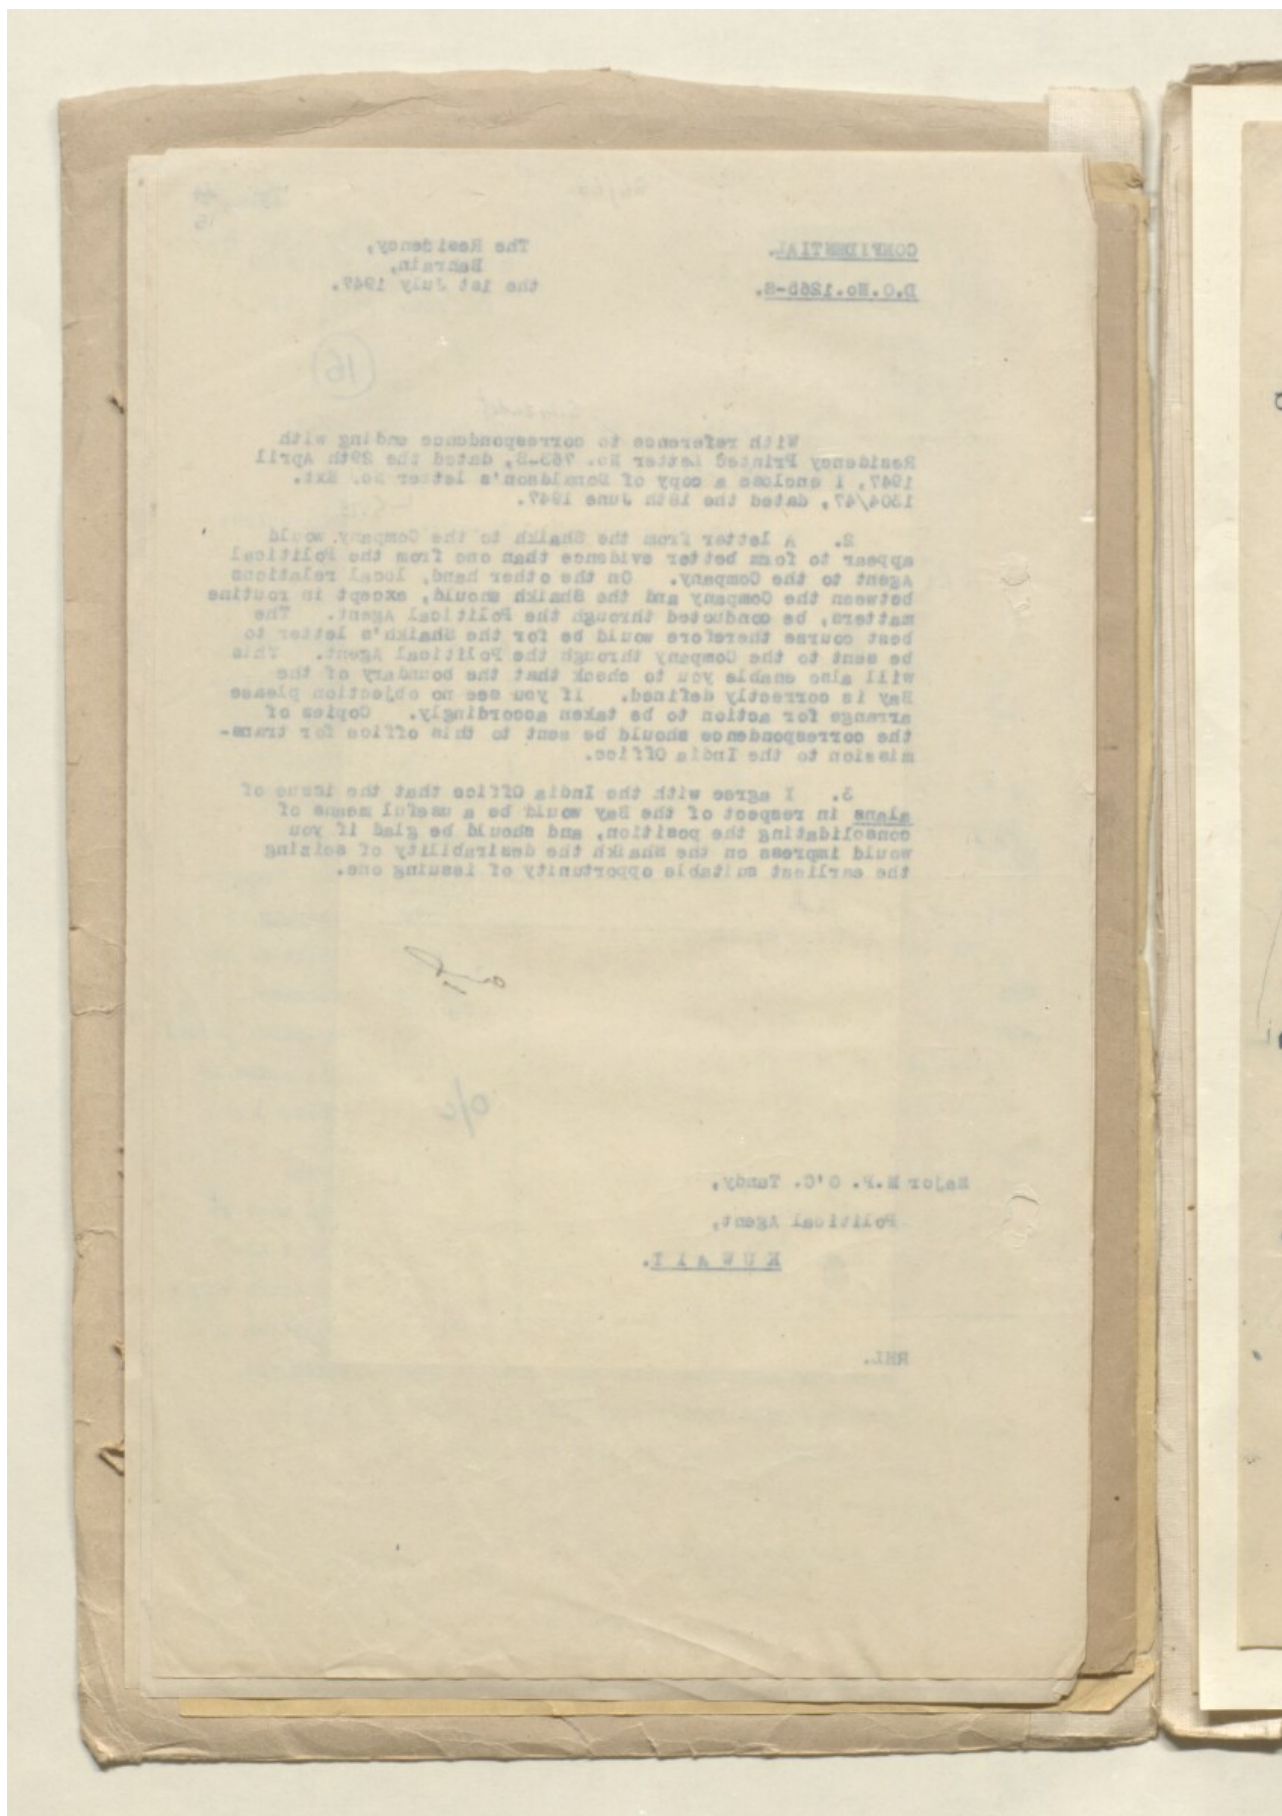 CONFIDENTIAL.
D.O.No.1265-S.
The Residency,
Bahrain,
the 1st July 1947.
16
With reference to correspondence ending with
Residency Printed Letter No. 763-S, dated the 29th April
1947, I enclose a copy of Donaldson's letter No. Ext.
1304/47, dated the 18th June 1947.
2. A letter from the Shaikh to the Company would
appear to form better evidence than one from the Political
Agent to the Company. On the other hand, local relations
between the Company and the Shaikh should, except in routine
matters, be conducted through the Political Agent. The
best course therefore would be for the Shaikh's letter to
be sent to the Company through the Political Agent. This
will also enable you to check that the boundary of the
Bay is correctly defined. If you see no objection please
arrange for action to be taken accordingly. Copies of
the correspondence should be sent to this office for trans-
mission to the India Office.
3. I agree with the India Office that the issue of
alans in respect of the Bay would be a useful means of
consolidating the position, and should be glad if you
would impress on the Shaikh the desirability of seizing
the earliest suitable opportunity of issuing one.
o/c
Major M.P. O'C. Tandy,
Political Agent,
KUWAIT.
RHL.